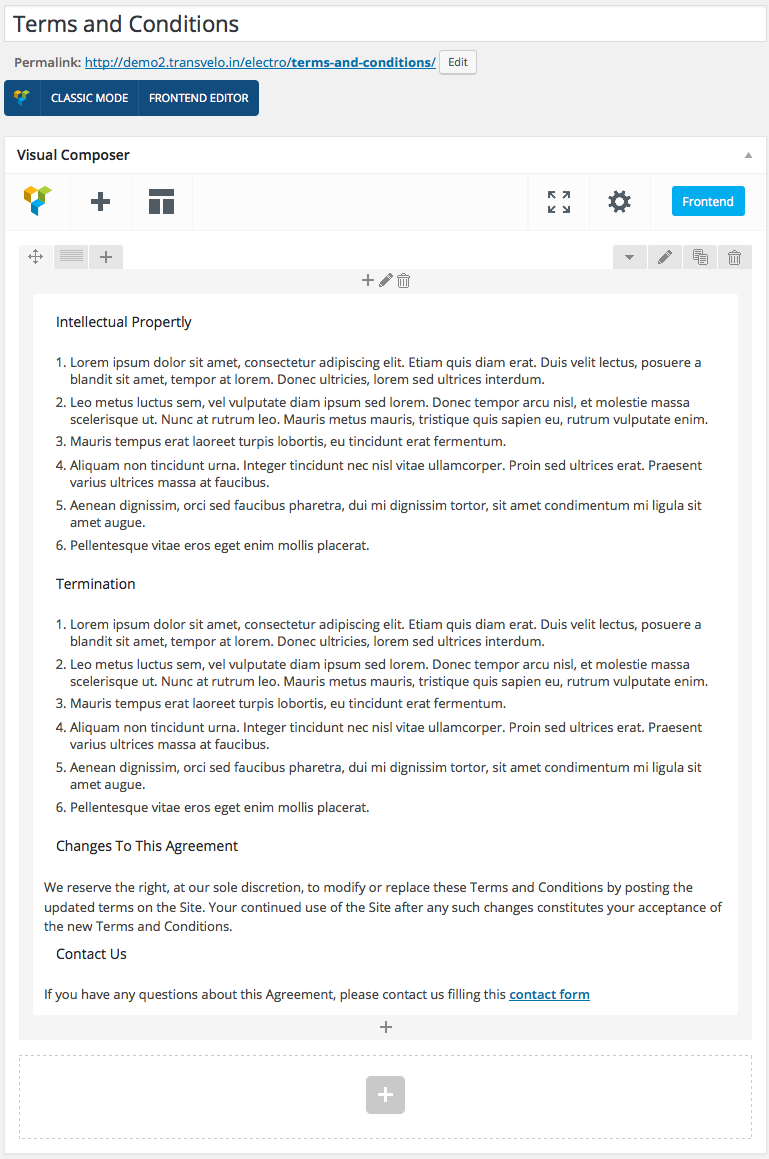 Terms and Conditions
Permalink: http://demo2.transvelo.in/electro/terms-and-conditions/ Edit
CLASSIC MODE FRONTEND EDITOR
Visual Composer
Frontend
Intellectual Propertly
1. Lorem ipsum dolor sit amet, consectetur adipiscing elit. Etiam quis diam erat. Duis velit lectus, posuere a
blandit sit amet, tempor at lorem. Donec ultricies, lorem sed ultrices interdum.
2. Leo metus luctus sem, vel vulputate diam ipsum sed lorem. Donec tempor arcu nisl, et molestie massa
scelerisque ut. Nunc at rutrum leo. Mauris metus mauris, tristique quis sapien eu, rutrum vulputate enim.
3. Mauris tempus erat laoreet turpis lobortis, eu tincidunt erat fermentum.
4. Aliquam non tincidunt urna. Integer tincidunt nec nisl vitae ullamcorper. Proin sed ultrices erat. Praesent
varius ultrices massa at faucibus.
5. Aenean dignissim, orci sed faucibus pharetra, dui mi dignissim tortor, sit amet condimentum mi ligula sit
amet augue.
6. Pellentesque vitae eros eget enim mollis placerat.
Termination
1. Lorem ipsum dolor sit amet, consectetur adipiscing elit. Etiam quis diam erat. Duis velit lectus, posuere a
blandit sit amet, tempor at lorem. Donec ultricies, lorem sed ultrices interdum.
2. Leo metus luctus sem, vel vulputate diam ipsum sed lorem. Donec tempor arcu nisl, et molestie massa
scelerisque ut. Nunc at rutrum leo. Mauris metus mauris, tristique quis sapien eu, rutrum vulputate enim.
3. Mauris tempus erat laoreet turpis lobortis, eu tincidunt erat fermentum.
4. Aliquam non tincidunt urna. Integer tincidunt nec nisl vitae ullamcorper. Proin sed ultrices erat. Praesent
varius ultrices massa at faucibus.
5. Aenean dignissim, orci sed faucibus pharetra, dui mi dignissim tortor, sit amet condimentum mi ligula sit
amet augue.
6. Pellentesque vitae eros eget enim mollis placerat.
Changes To This Agreement
We reserve the right, at our sole discretion, to modify or replace these Terms and Conditions by posting the
updated terms on the Site. Your continued use of the Site after any such changes constitutes your acceptance of
the new Terms and Conditions.
Contact Us
If you have any questions about this Agreement, please contact us filling this contact form